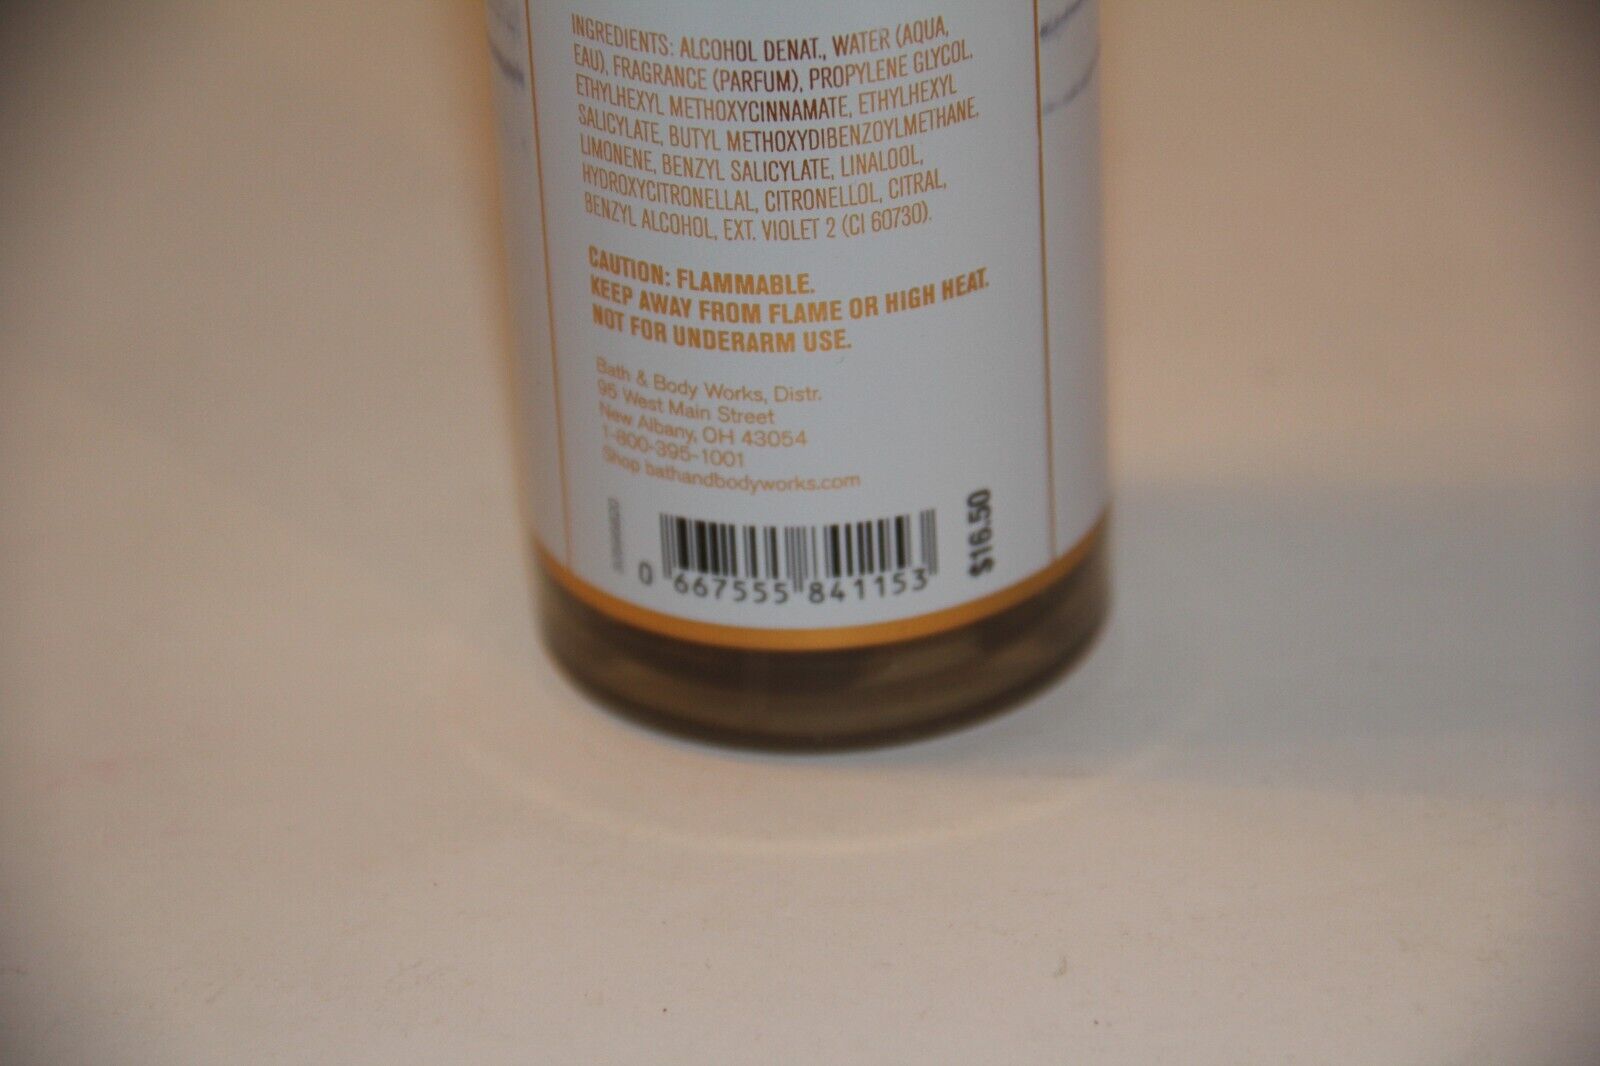 INGREDIENTS: ALCOHOL DENAT., WATER (AQUA,
EAU), FRAGRANCE (PARFUM), PROPYLENE GLYCOL,
ETHYLHEXYL METHOXYCINNAMATE, ETHYLHEXYL
SALICYLATE, BUTYL METHOXYDIBENZOYLMETHANE,
LIMONENE, BENZYL SALICYLATE, LINALOOL,
HYDROXYCITRONELLAL, CITRONELLOL, CITRAL,
BENZYL ALCOHOL, EXT. VIOLET 2 (CI 60730).
CAUTION: FLAMMABLE.
KEEP AWAY FROM FLAME OR HIGH HEAT.
NOT FOR UNDERARM USE.
Bath & Body Works, Distr.
95 West Main Street
New Albany, OH 43054
1-800-395-1001
Shop bathandbodyworks.com
0 667555 841153
$16.50